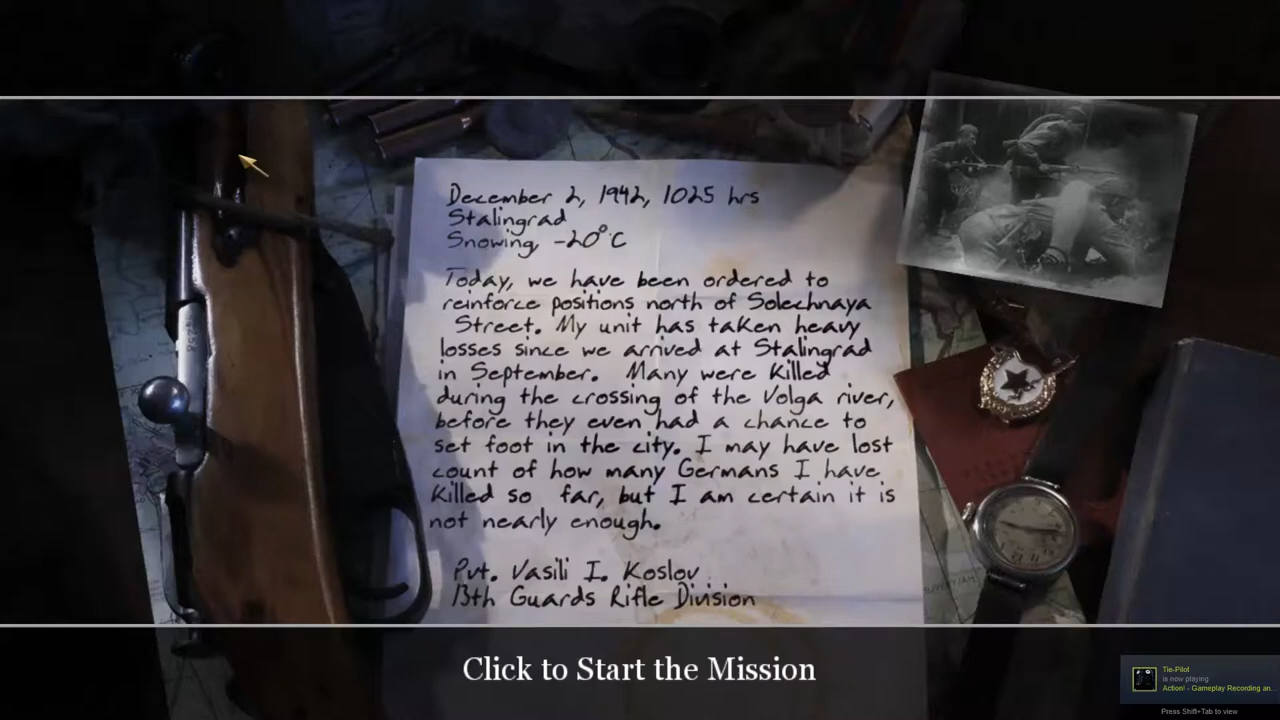 December 2, 1942, 1025 hrs
Stalingrad
Snowing, -20°C
Today, we have been ordered to
reinforce positions north of Solechnaya
Street. My unit has taken heavy
losses since we arrived at Stalingrad
in September. Many were killed
during the crossing of the Volga river,
before they even had a chance to
set foot in the city. I may have lost
count of how many Germans I have
killed so far, but I am certain it is
not nearly enough.
Pvt. Vasili I. Koslov
13th Guards Rifle Division
Click to Start the Mission
Tie-Pilot
is now playing
Action! - Gameplay Recording an...
Press Shift+Tab to view